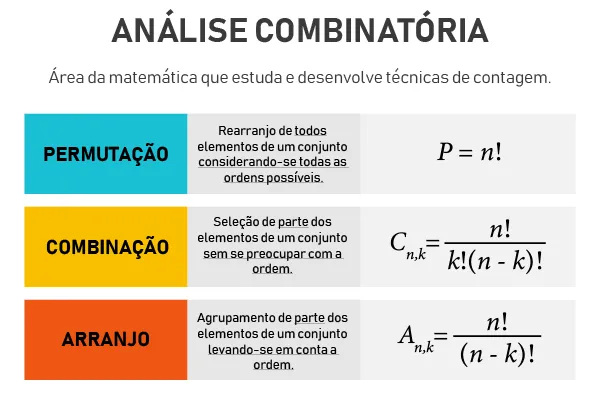 ANÁLISE COMBINATÓRIA
Área da matemática que estuda e desenvolve técnicas de contagem.
PERMUTAÇÃO
Rearranjo de todos
elementos de um conjunto
considerando-se todas as
ordens possíveis.
P = n!
COMBINAÇÃO
Seleção de parte dos
elementos de um conjunto
sem se preocupar com a
ordem.
C_{n,k} = n! / k!(n - k)!
ARRANJO
Agrupamento de parte dos
elementos de um conjunto
levando-se em conta a
ordem.
A_{n,k} = n! / (n - k)!